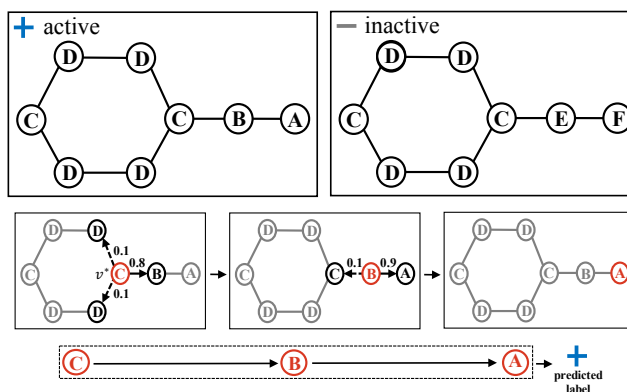 + active
− inactive
D D
D D
C C B A
C C E F
D D
D D
D D
D D
D D
0.1
0.8
0.1 0.9
v* C C B A
C C B A
C C B A
0.1
D D
D D
D D
C B A
+
predicted
label